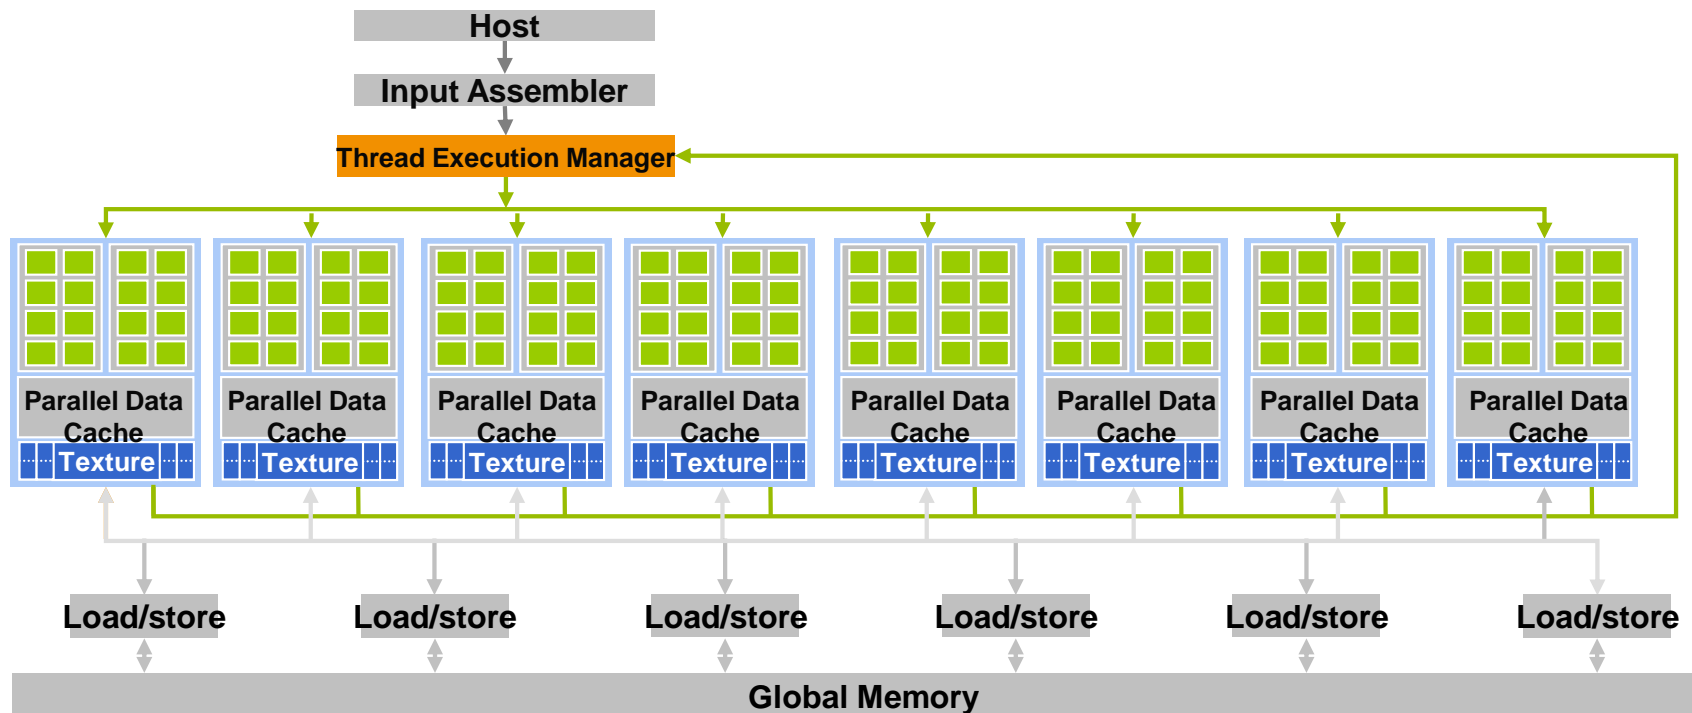 Host
Input Assembler
Thread Execution Manager
Parallel Data
Cache
Texture
Parallel Data
Cache
Texture
Parallel Data
Cache
Texture
Parallel Data
Cache
Texture
Parallel Data
Cache
Texture
Parallel Data
Cache
Texture
Parallel Data
Cache
Texture
Parallel Data
Cache
Texture
Load/store
Load/store
Load/store
Load/store
Load/store
Load/store
Global Memory